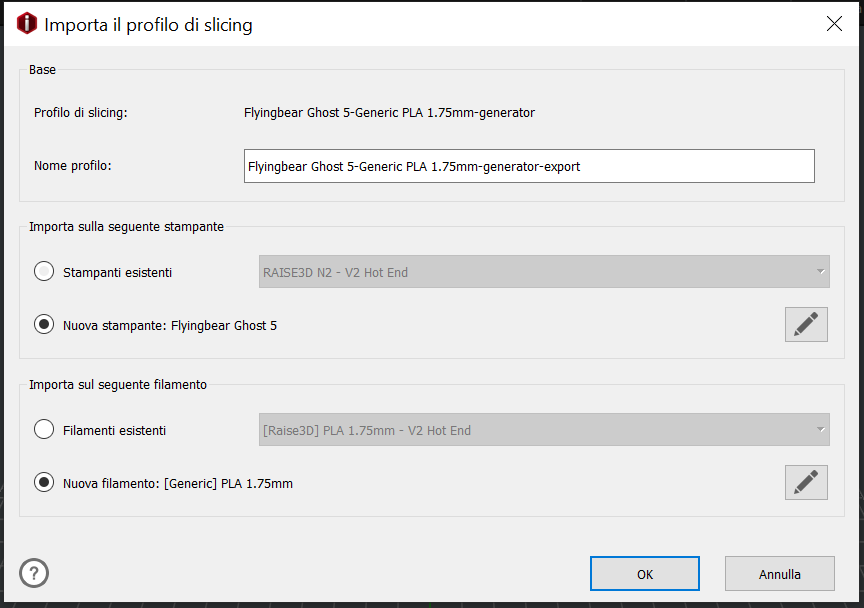 Importa il profilo di slicing
Base
Profilo di slicing: Flyingbear Ghost 5-Generic PLA 1.75mm-generator
Nome profilo: Flyingbear Ghost 5-Generic PLA 1.75mm-generator-export
Importa sulla seguente stampante
Stampanti esistenti RAISE3D N2 - V2 Hot End
Nuova stampante: Flyingbear Ghost 5
Importa sul seguente filamento
Filamenti esistenti [Raise3D] PLA 1.75mm - V2 Hot End
Nuova filamento: [Generic] PLA 1.75mm
? OK Annulla